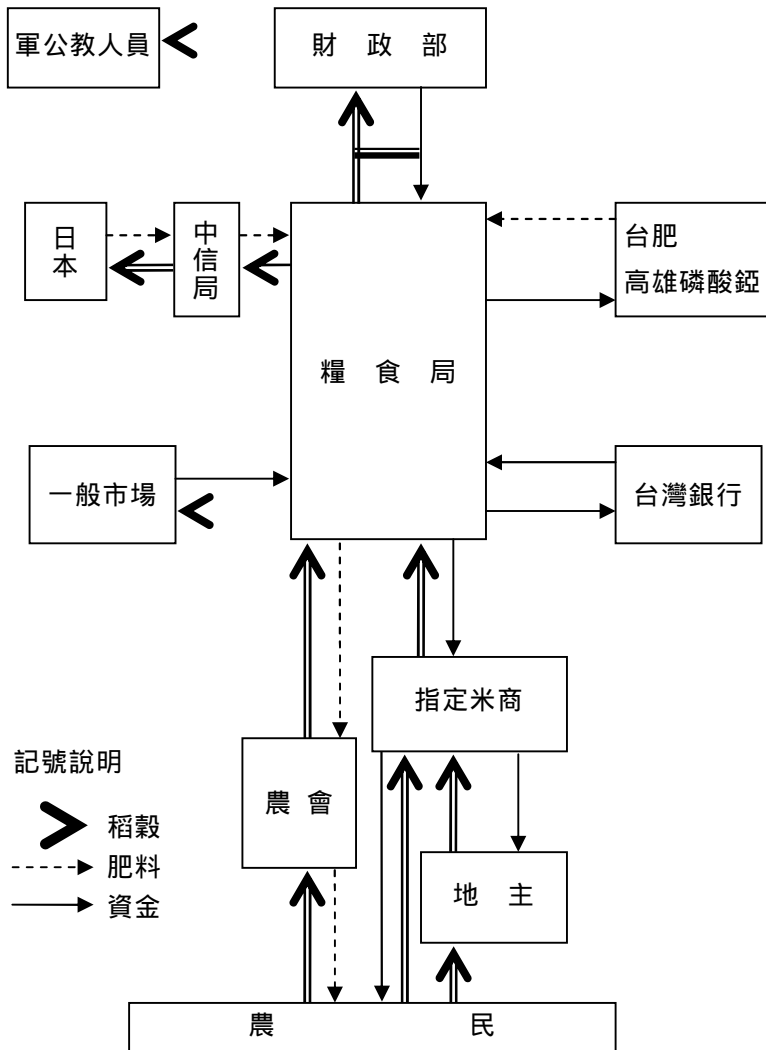 軍公教人員
財 政 部
日本
中信局
台肥
高雄磷酸錏
糧 食 局
一般市場
台灣銀行
指定米商
記號說明
農 會
稻穀
肥料
資金
地 主
農 民